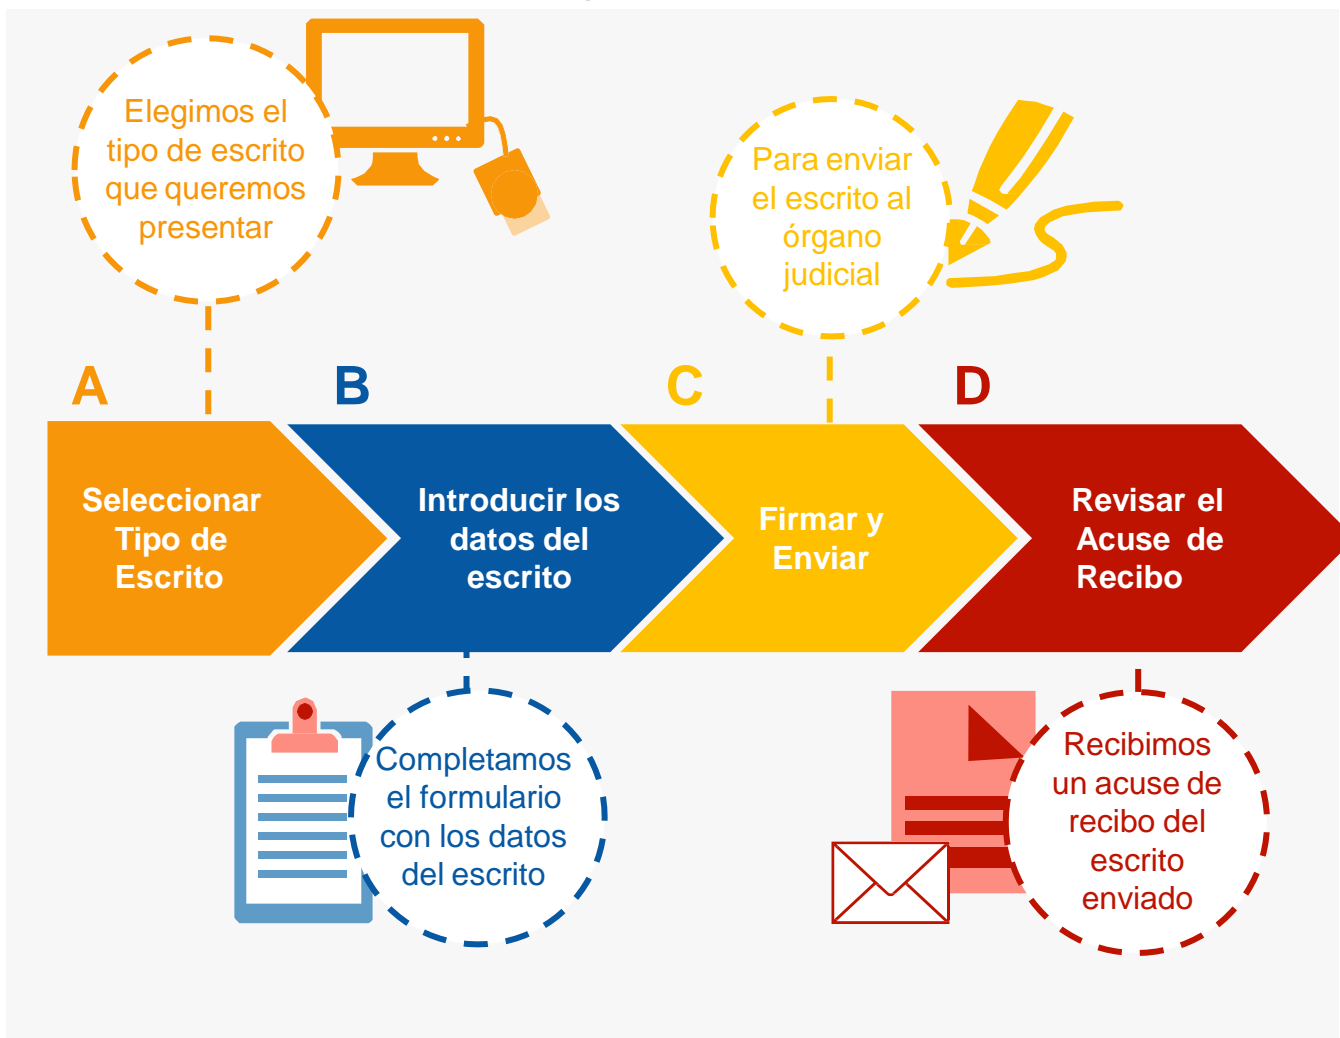 Elegimos el
tipo de escrito
que queremos
presentar
Para enviar
el escrito al
órgano
judicial
A
B
C
D
Seleccionar
Tipo de
Escrito
Introducir los
datos del
escrito
Firmar y
Enviar
Revisar el
Acuse de
Recibo
Completamos
el formulario
con los datos
del escrito
Recibimos
un acuse de
recibo del
escrito
enviado